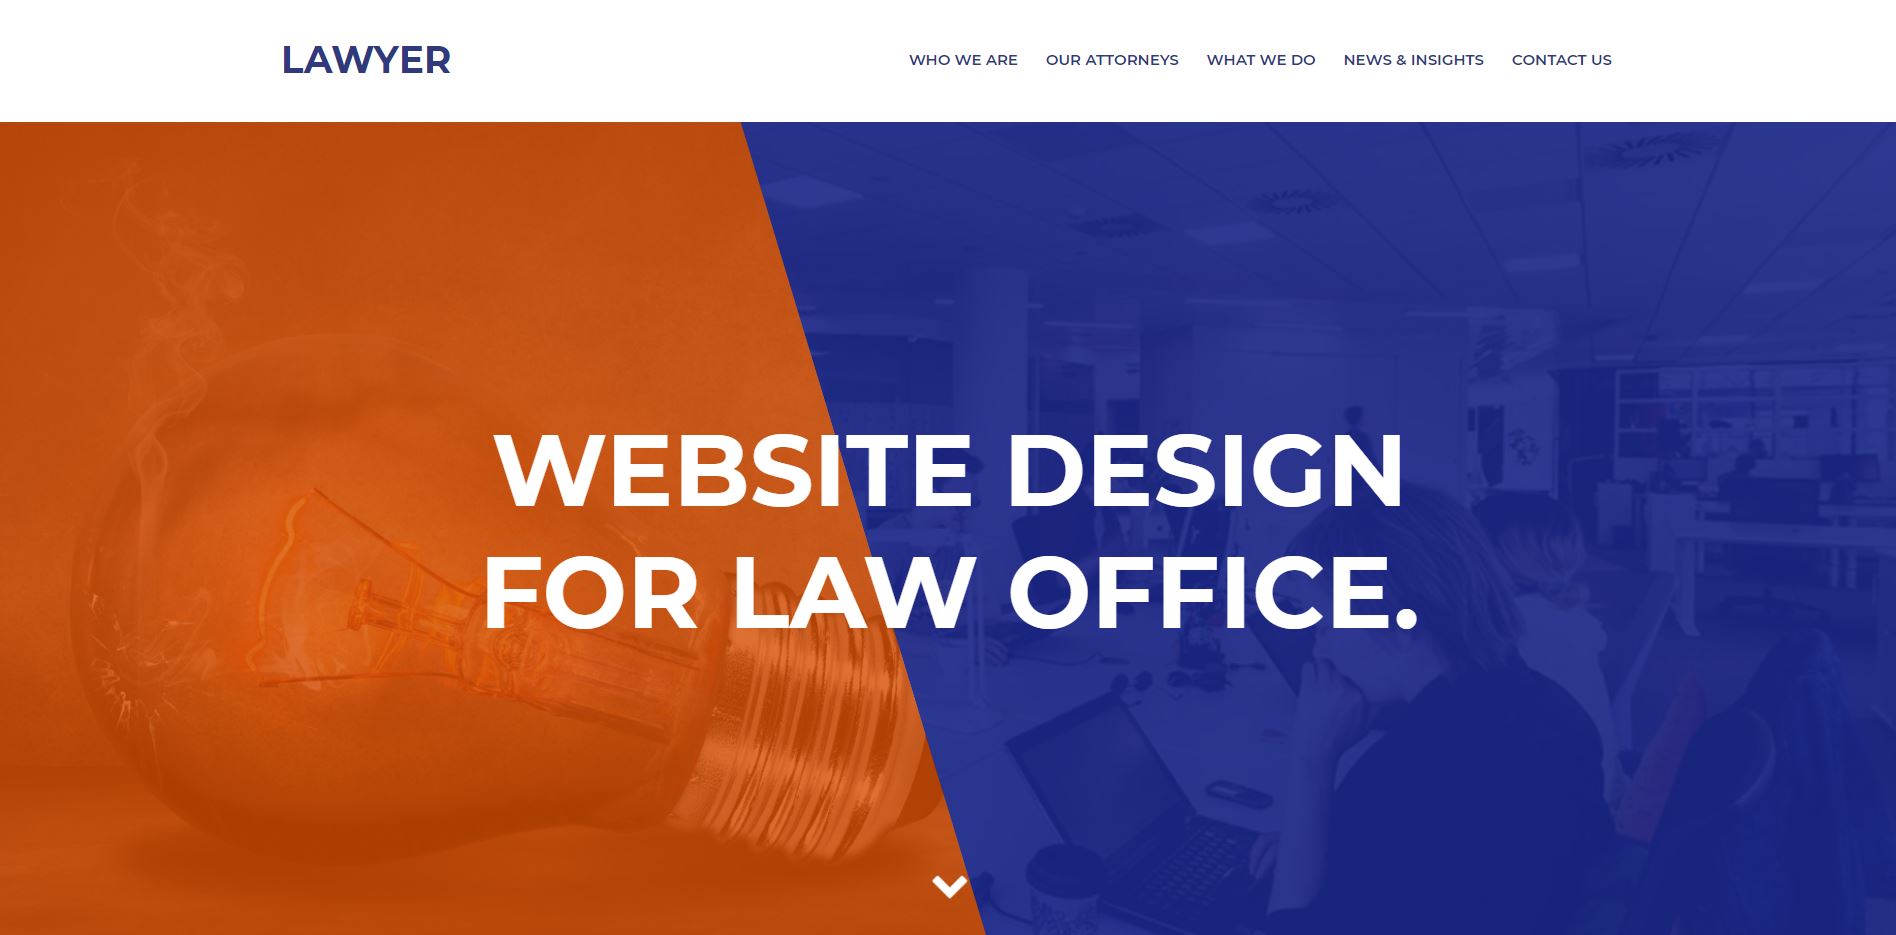 LAWYER
WHO WE ARE OUR ATTORNEYS WHAT WE DO NEWS & INSIGHTS CONTACT US
WEBSITE DESIGN
FOR LAW OFFICE.